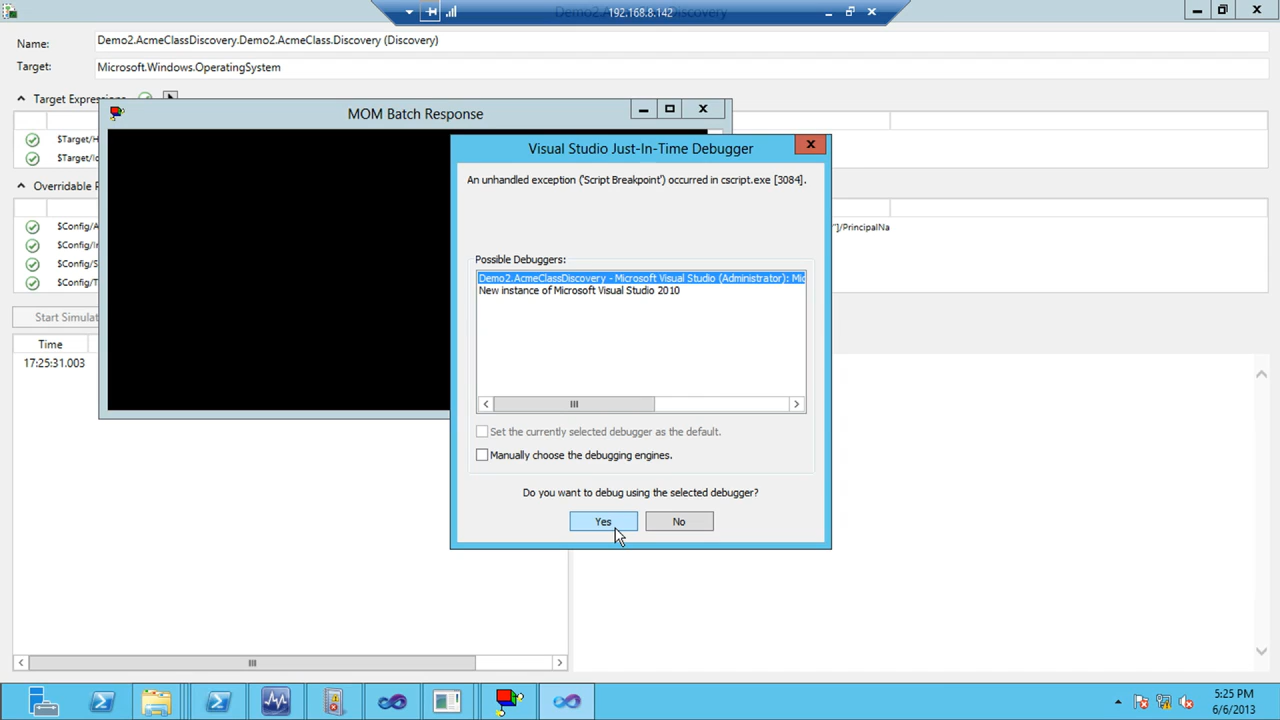 Demo2.AcmeClassDiscovery
192.168.8.142
Name:
Demo2.AcmeClassDiscovery.Demo2.AcmeClass.Discovery (Discovery)
Target:
Microsoft.Windows.OperatingSystem
Target Expressions
MOM Batch Response
$Target/H
$Target/Ic
Overridable P
$Config/A
"]/PrincipalNa
$Config/In
$Config/S
$Config/T
Start Simulat
Time
17:25:31.003
Visual Studio Just-In-Time Debugger
An unhandled exception ('Script Breakpoint') occurred in cscript.exe [3084].
Possible Debuggers:
Demo2.AcmeClassDiscovery - Microsoft Visual Studio (Administrator): Mic
New instance of Microsoft Visual Studio 2010
Set the currently selected debugger as the default.
Manually choose the debugging engines.
Do you want to debug using the selected debugger?
Yes
No
5:25 PM
6/6/2013